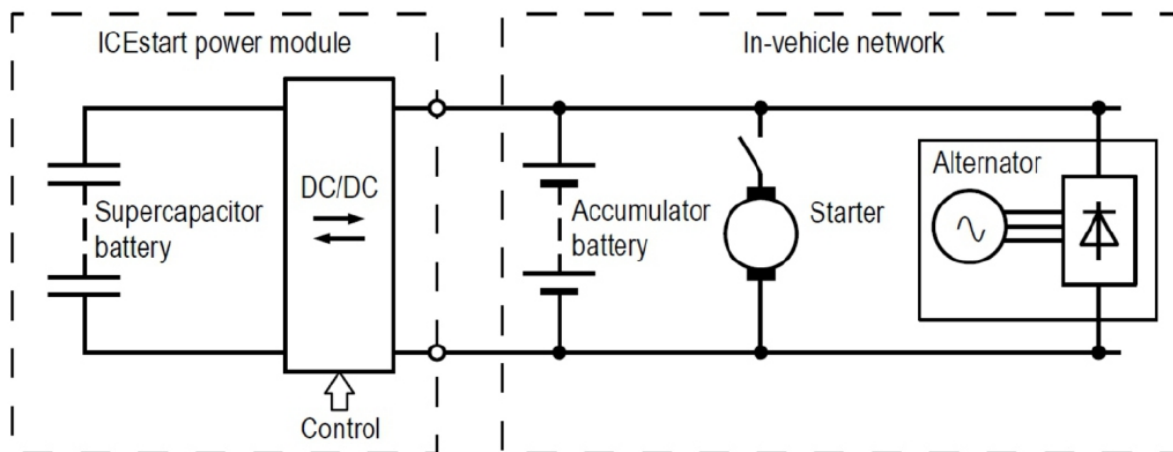 ICEstart power module
In-vehicle network
DC/DC
Supercapacitor
battery
Accumulator
battery
Starter
Alternator
Control